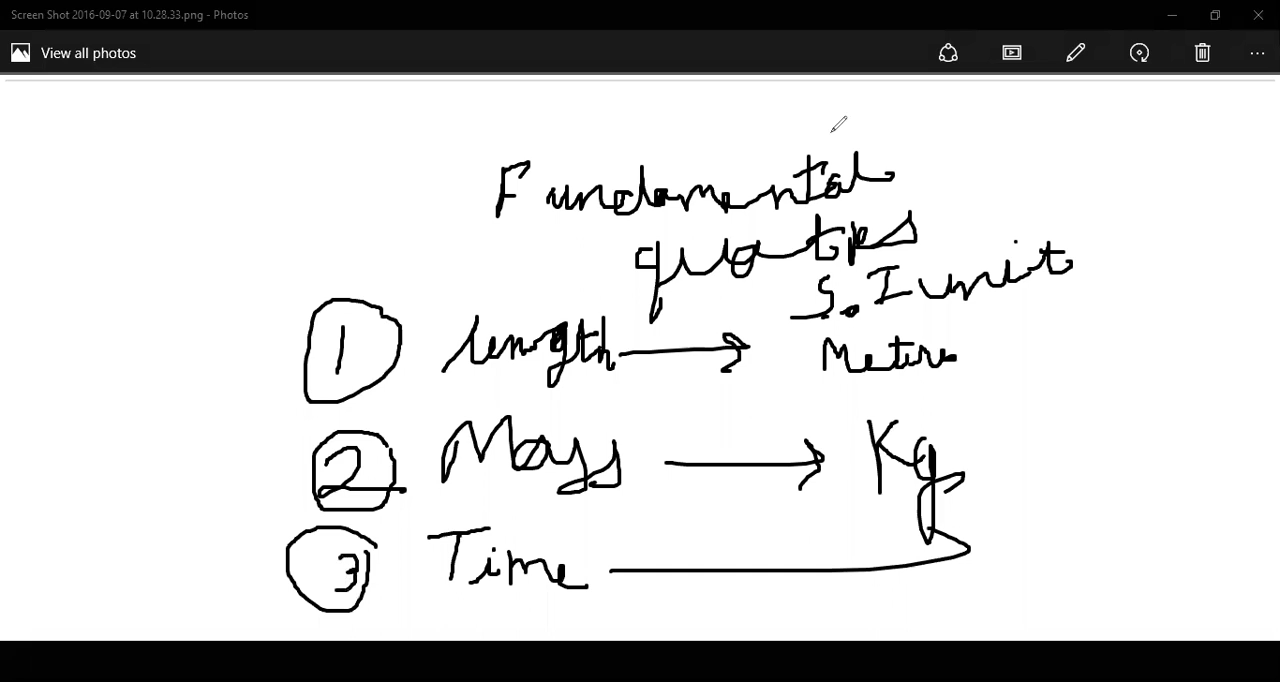 Screen Shot 2016-09-07 at 10.28.33.png - Photos
View all photos
Fundamental
S. I unit
1 length → Metre
2 Mass → Kg
3 Time